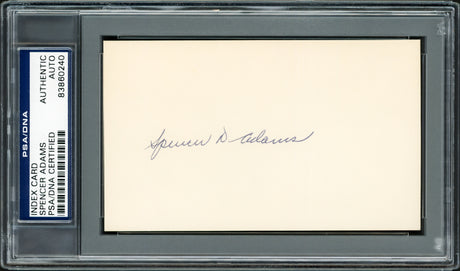 PSA/DNA
INDEX CARD
SPENCER ADAMS
PSA/DNA CERTIFIED
AUTHENTIC
AUTO
83860240
Spencer D Adams